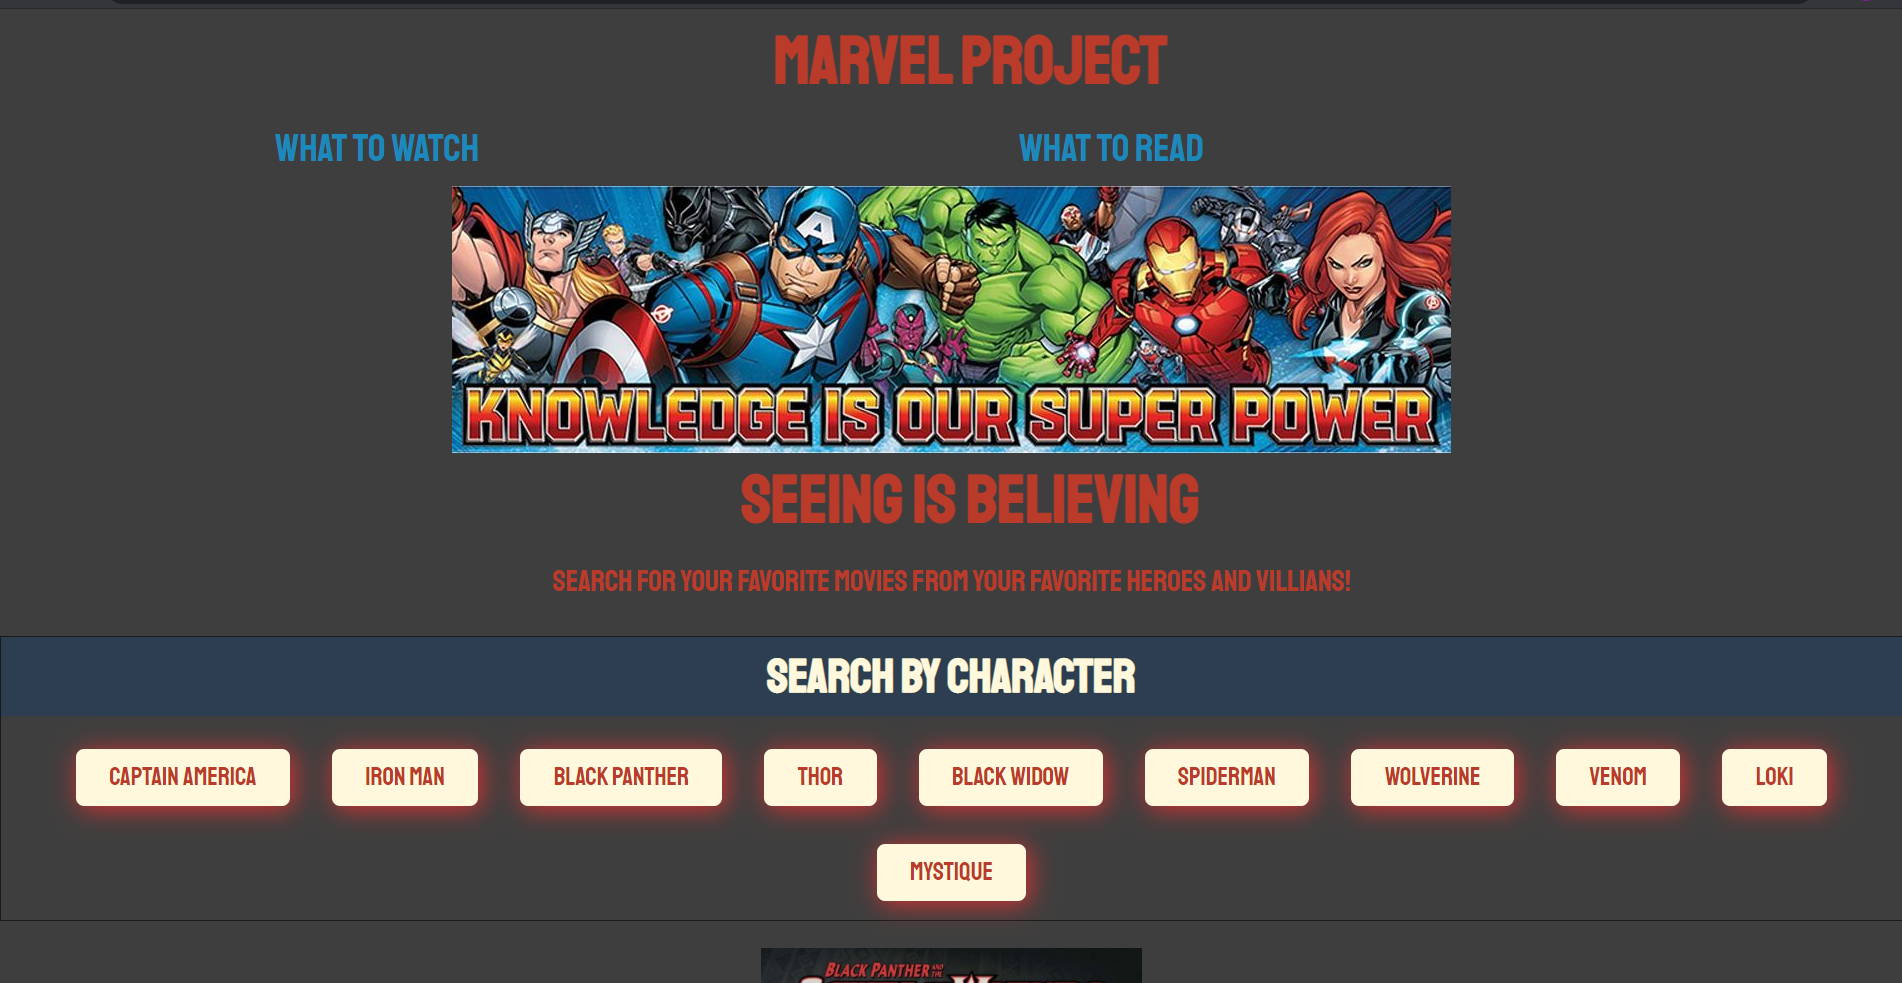 MARVEL PROJECT
WHAT TO WATCH
WHAT TO READ
A
KNOWLEDGE IS OUR SUPER POWER
SEEING IS BELIEVING
SEARCH FOR YOUR FAVORITE MOVIES FROM YOUR FAVORITE HEROES AND VILLIANS!
SEARCH BY CHARACTER
CAPTAIN AMERICA
IRON MAN
BLACK PANTHER
THOR
BLACK WIDOW
SPIDERMAN
WOLVERINE
VENOM
LOKI
MYSTIQUE
BLACK PANTHER AND THE